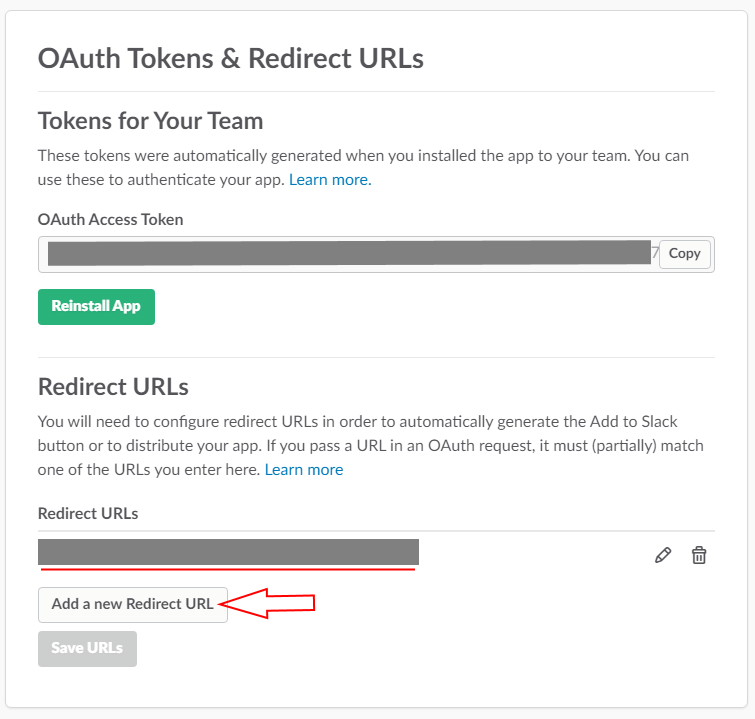 OAuth Tokens & Redirect URLs
Tokens for Your Team
These tokens were automatically generated when you installed the app to your team. You can
use these to authenticate your app. Learn more.
OAuth Access Token
7 Copy
Reinstall App
Redirect URLs
You will need to configure redirect URLs in order to automatically generate the Add to Slack
button or to distribute your app. If you pass a URL in an OAuth request, it must (partially) match
one of the URLs you enter here. Learn more
Redirect URLs
Add a new Redirect URL
Save URLs